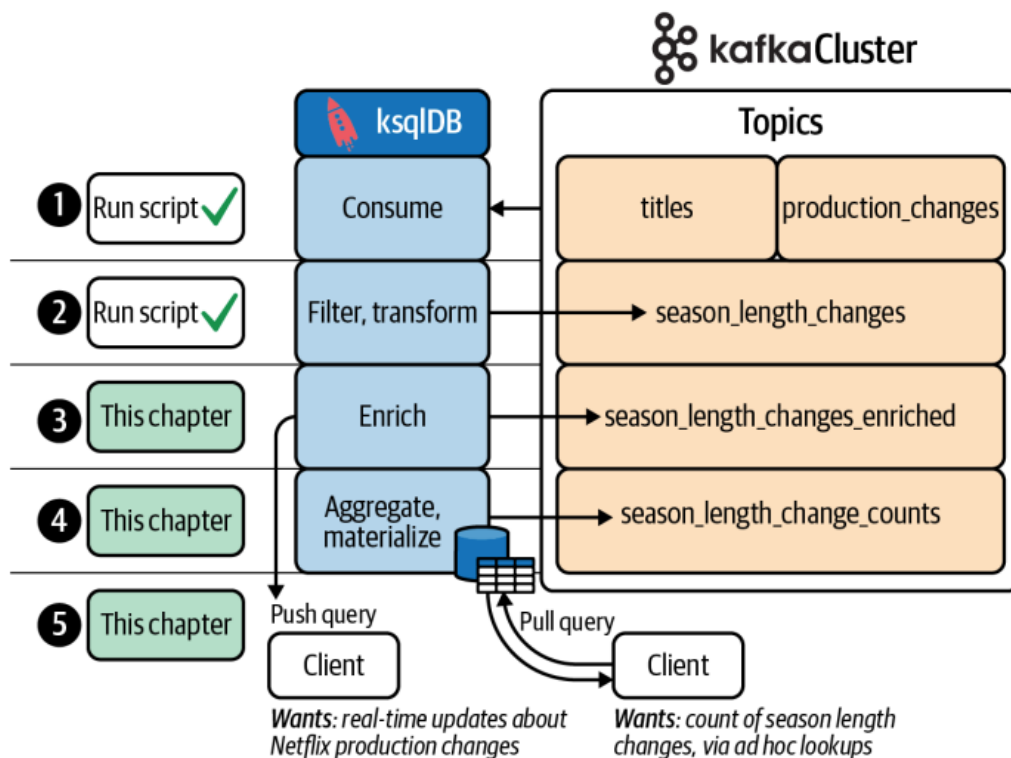 kafka Cluster
ksqlDB
Topics
1
Run script
Consume
titles
production_changes
2
Run script
Filter, transform
season_length_changes
3
This chapter
Enrich
season_length_changes_enriched
4
This chapter
Aggregate,
materialize
season_length_change_counts
5
This chapter
Push query
Pull query
Client
Client
Wants: real-time updates about
Netflix production changes
Wants: count of season length
changes, via ad hoc lookups